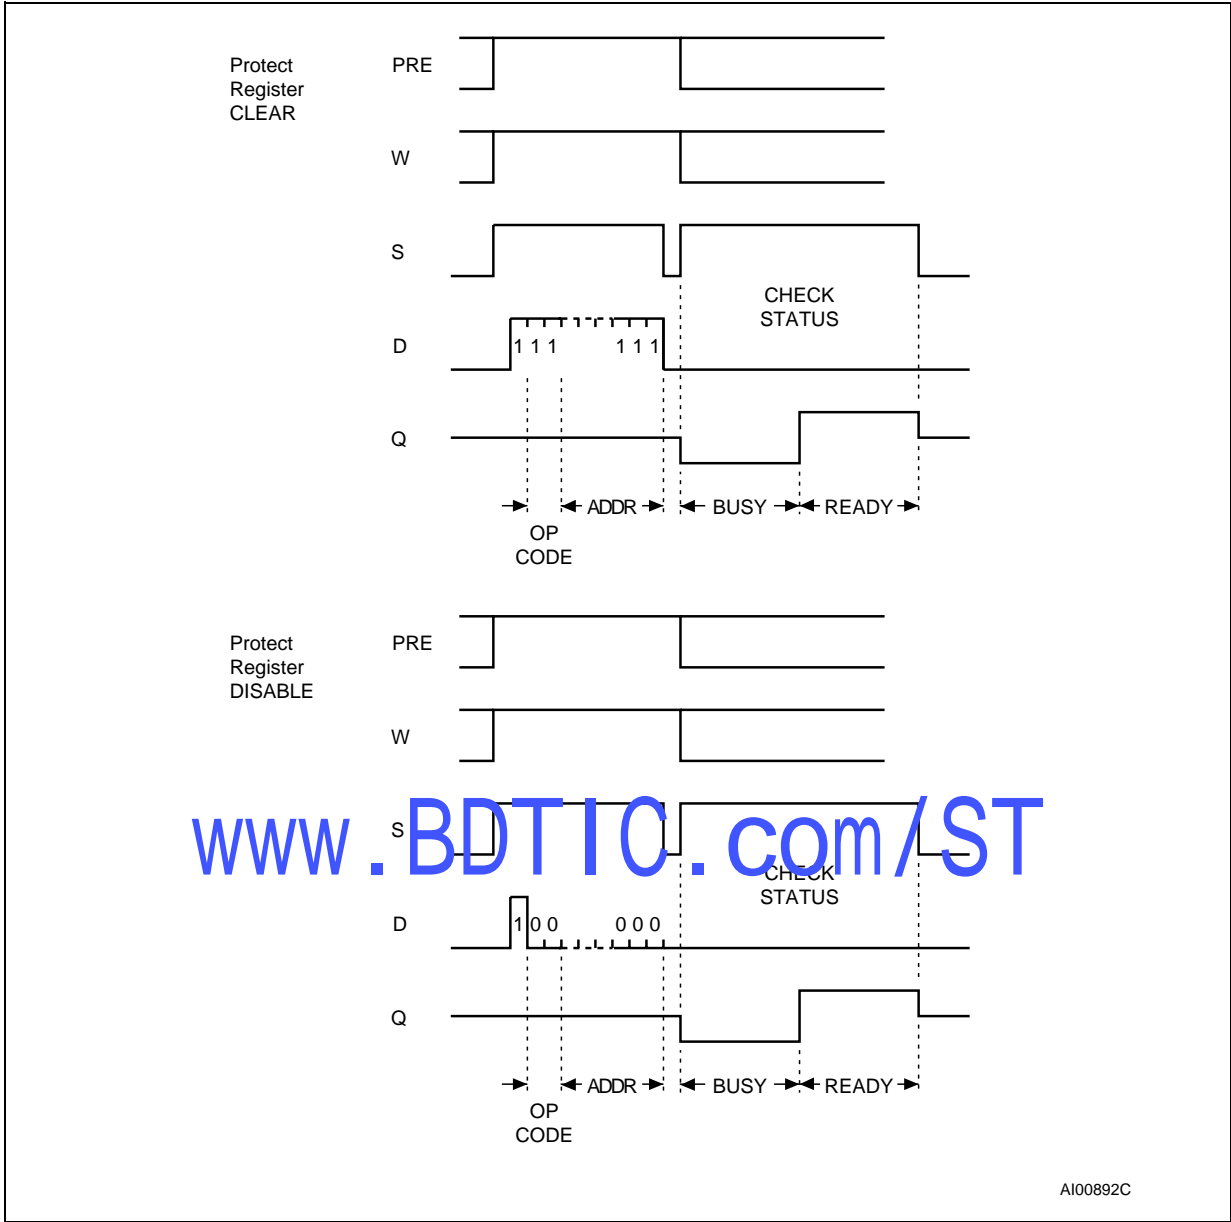 Protect
Register
CLEAR
PRE
W
S
CHECK
STATUS
D
1 1 1 1 1 1
Q
ADDR BUSY READY
OP
CODE
Protect
Register
DISABLE
PRE
W
S
www.BDTIC.com/ST
CHECK
STATUS
D
1 0 0 0 0 0
Q
ADDR BUSY READY
OP
CODE
AI00892C